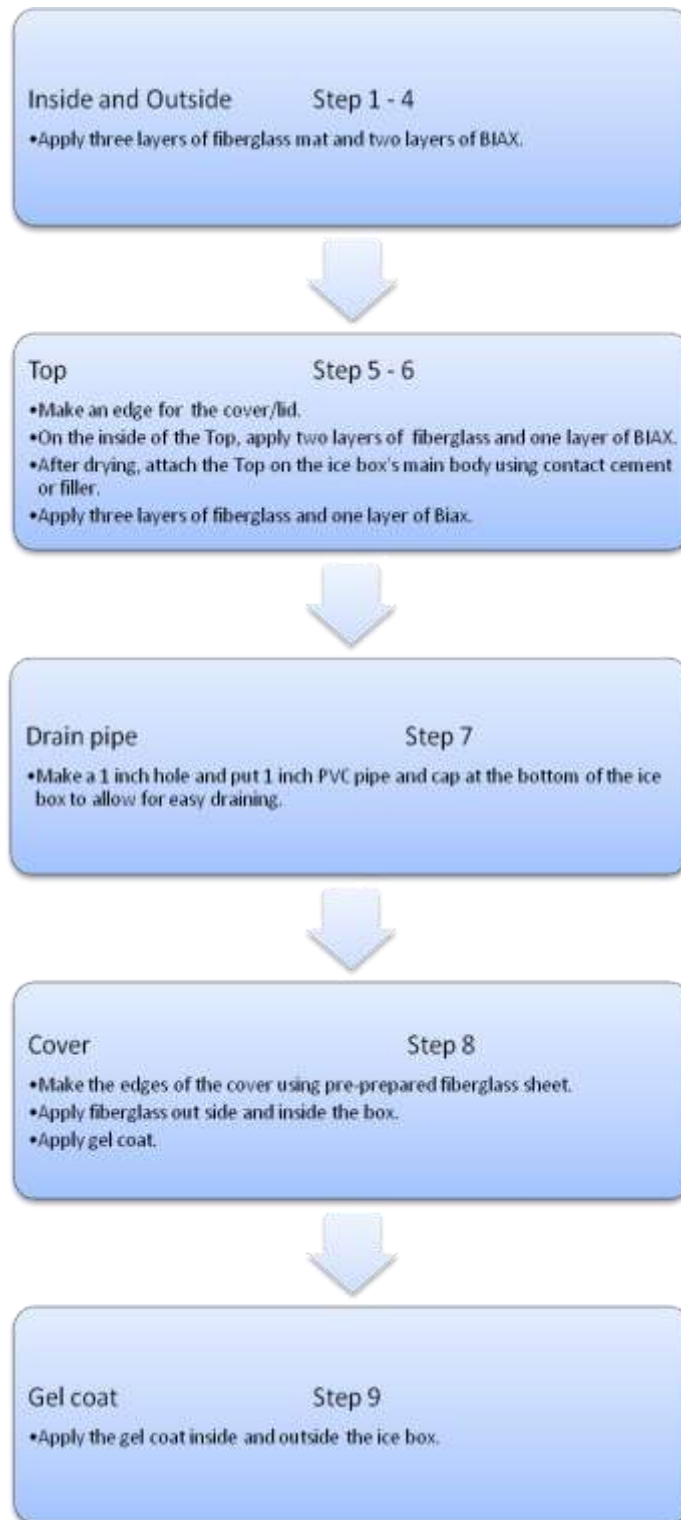 Inside and Outside Step 1 - 4
•Apply three layers of fiberglass mat and two layers of BIAX.
Top Step 5 - 6
•Make an edge for the cover/lid.
•On the inside of the Top, apply two layers of fiberglass and one layer of BIAX.
•After drying, attach the Top on the ice box's main body using contact cement
or filler.
•Apply three layers of fiberglass and one layer of Biax.
Drain pipe Step 7
•Make a 1 inch hole and put 1 inch PVC pipe and cap at the bottom of the ice
box to allow for easy draining.
Cover Step 8
•Make the edges of the cover using pre-prepared fiberglass sheet.
•Apply fiberglass out side and inside the box.
•Apply gel coat.
Gel coat Step 9
•Apply the gel coat inside and outside the ice box.